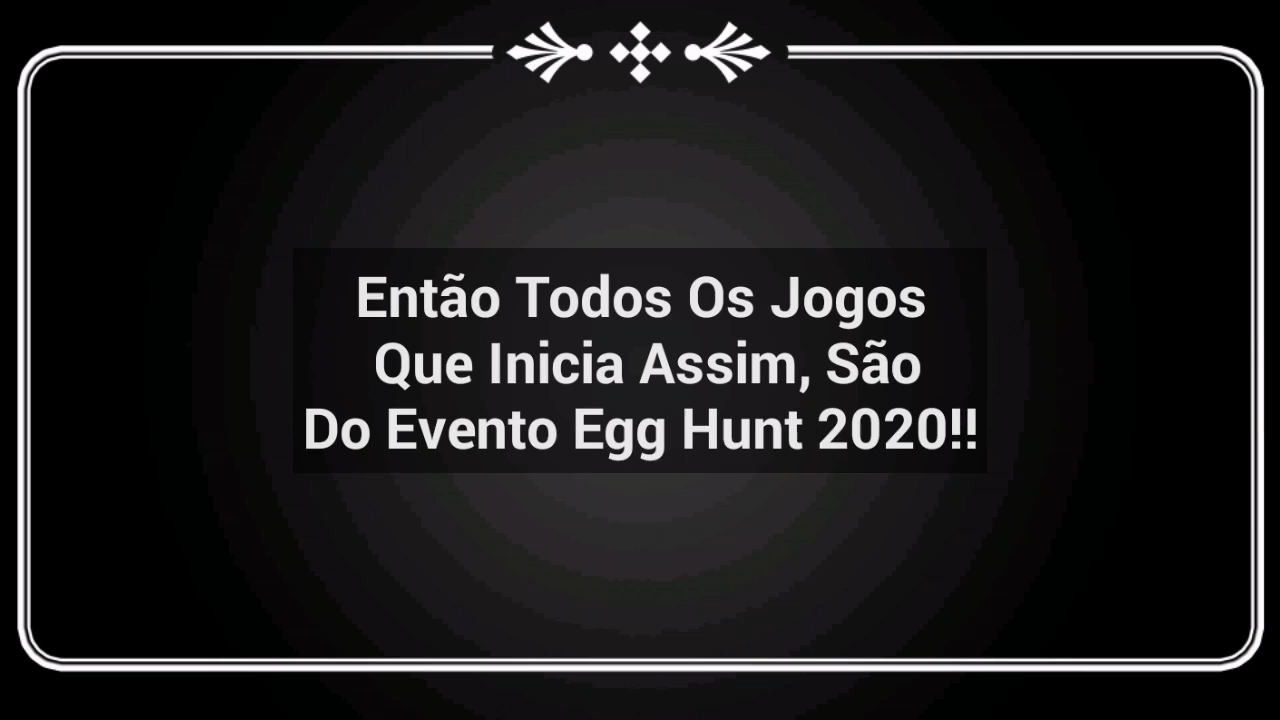 Então Todos Os Jogos
Que Inicia Assim, São
Do Evento Egg Hunt 2020!!